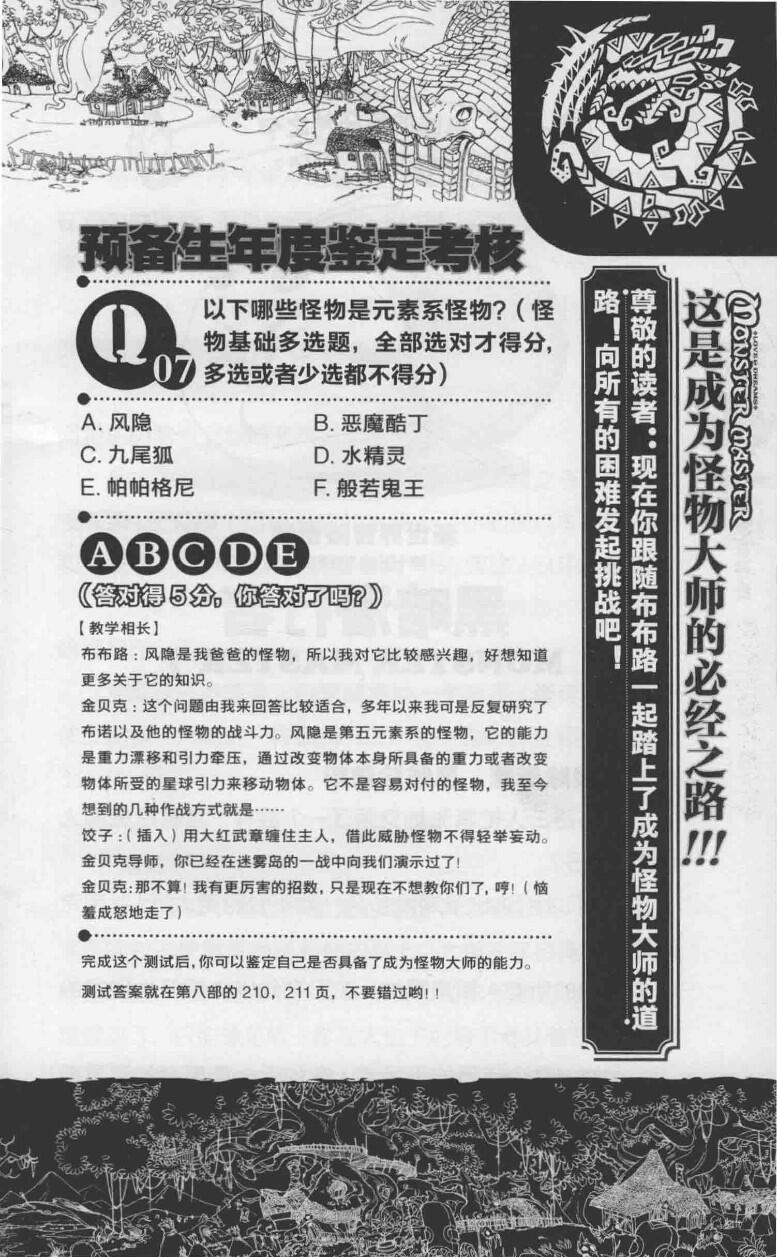 预备生年度鉴定考核
Q07
以下哪些怪物是元素系怪物?(怪
物基础多选题，全部选对才得分,
多选或者少选都不得分)
A. 风隐
B. 恶魔酷丁
C. 九尾狐
D. 水精灵
E. 帕帕格尼
F. 般若鬼王
A B C D E
((答对得5分，你答对了吗?))
【教学相长】
布布路：风隐是我爸爸的怪物，所以我对它比较感兴趣，好想知道
更多关于它的知识。
金贝克：这个问题由我来回答比较适合，多年以来我可是反复研究了
布诺以及他的怪物的战斗力。风隐是第五元素系的怪物，它的能力
是重力漂移和引力牵压，通过改变物体本身所具备的重力或者改变
物体所受的星球引力来移动物体。它不是容易对付的怪物，我至今
想到的几种作战方式就是……
饺子：(插入)用大红武章缠住主人，借此威胁怪物不得轻举妄动。
金贝克导师，你已经在迷雾岛的一战中向我们演示过了!
金贝克:那不算! 我有更厉害的招数，只是现在不想教你们了，哼!(恼
羞成怒地走了)
完成这个测试后,你可以鉴定自己是否具备了成为怪物大师的能力。
测试答案就在第八部的210，211页，不要错过哟!!
MONSTER MASTER
LOVES DREAMS
这是成为怪物大师的必经之路!!!
尊敬的读者：现在你跟随布布路一起踏上了成为怪物大师的道
路！向所有的困难发起挑战吧！